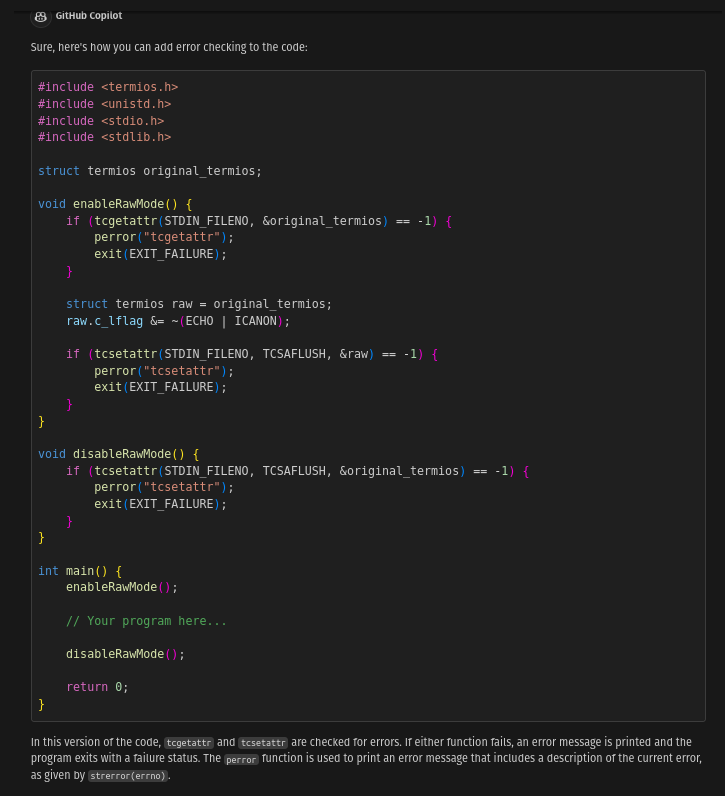 GitHub Copilot
Sure, here's how you can add error checking to the code:
#include <termios.h>
#include <unistd.h>
#include <stdio.h>
#include <stdlib.h>
struct termios original_termios;
void enableRawMode() {
    if (tcgetattr(STDIN_FILENO, &original_termios) == -1) {
        perror("tcgetattr");
        exit(EXIT_FAILURE);
    }
    struct termios raw = original_termios;
    raw.c_lflag &= ~(ECHO | ICANON);
    if (tcsetattr(STDIN_FILENO, TCSAFLUSH, &raw) == -1) {
        perror("tcsetattr");
        exit(EXIT_FAILURE);
    }
}
void disableRawMode() {
    if (tcsetattr(STDIN_FILENO, TCSAFLUSH, &original_termios) == -1) {
        perror("tcsetattr");
        exit(EXIT_FAILURE);
    }
}
int main() {
    enableRawMode();
    // Your program here...
    disableRawMode();
    return 0;
}
In this version of the code, tcgetattr and tcsetattr are checked for errors. If either function fails, an error message is printed and the
program exits with a failure status. The perror function is used to print an error message that includes a description of the current error,
as given by strerror(errno).